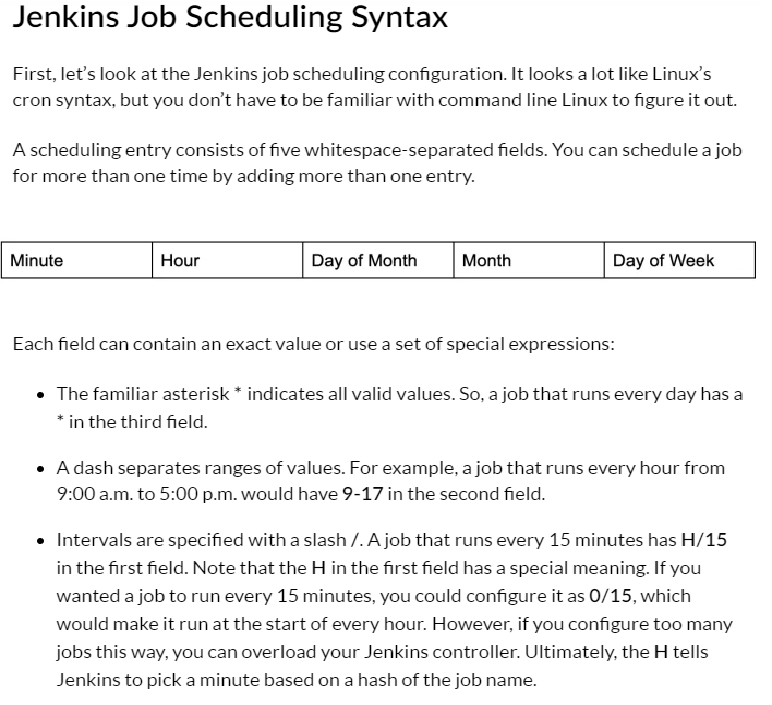 Jenkins Job Scheduling Syntax
First, let's look at the Jenkins job scheduling configuration. It looks a lot like Linux's
cron syntax, but you don't have to be familiar with command line Linux to figure it out.
A scheduling entry consists of five whitespace-separated fields. You can schedule a job
for more than one time by adding more than one entry.
Minute Hour Day of Month Month Day of Week
Each field can contain an exact value or use a set of special expressions:
• The familiar asterisk * indicates all valid values. So, a job that runs every day has a
* in the third field.
• A dash separates ranges of values. For example, a job that runs every hour from
9:00 a.m. to 5:00 p.m. would have 9-17 in the second field.
• Intervals are specified with a slash /. A job that runs every 15 minutes has H/15
in the first field. Note that the H in the first field has a special meaning. If you
wanted a job to run every 15 minutes, you could configure it as 0/15, which
would make it run at the start of every hour. However, if you configure too many
jobs this way, you can overload your Jenkins controller. Ultimately, the H tells
Jenkins to pick a minute based on a hash of the job name.